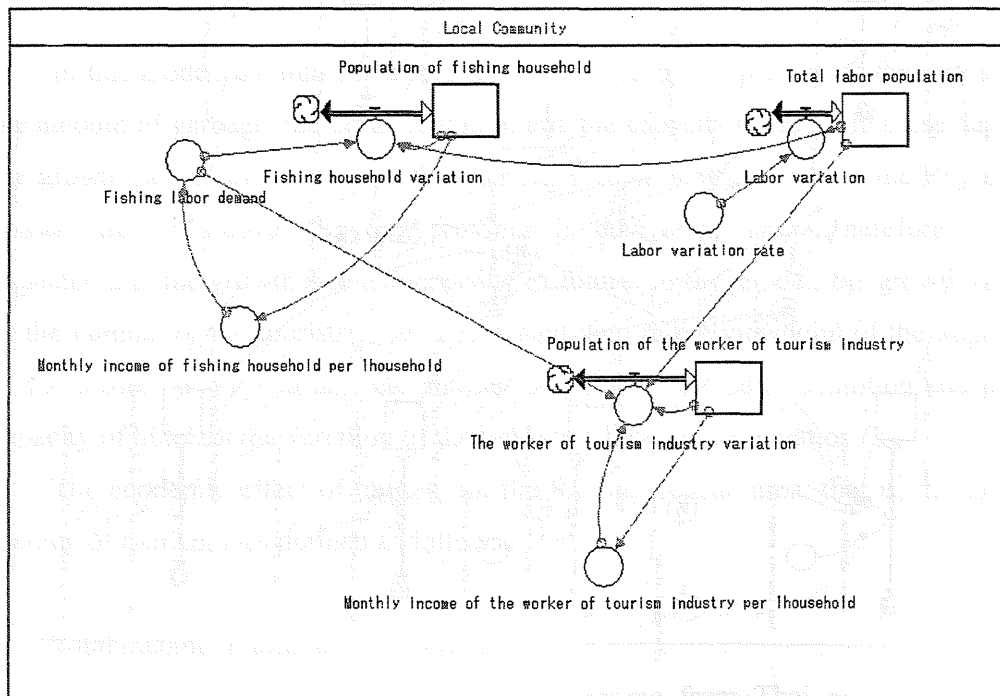 Local Community
Population of fishing household
Total labor population
Fishing household variation
Labor variation
Fishing labor demand
Labor variation rate
Population of the worker of tourism industry
Monthly income of fishing household per 1household
The worker of tourism industry variation
Monthly income of the worker of tourism industry per 1household